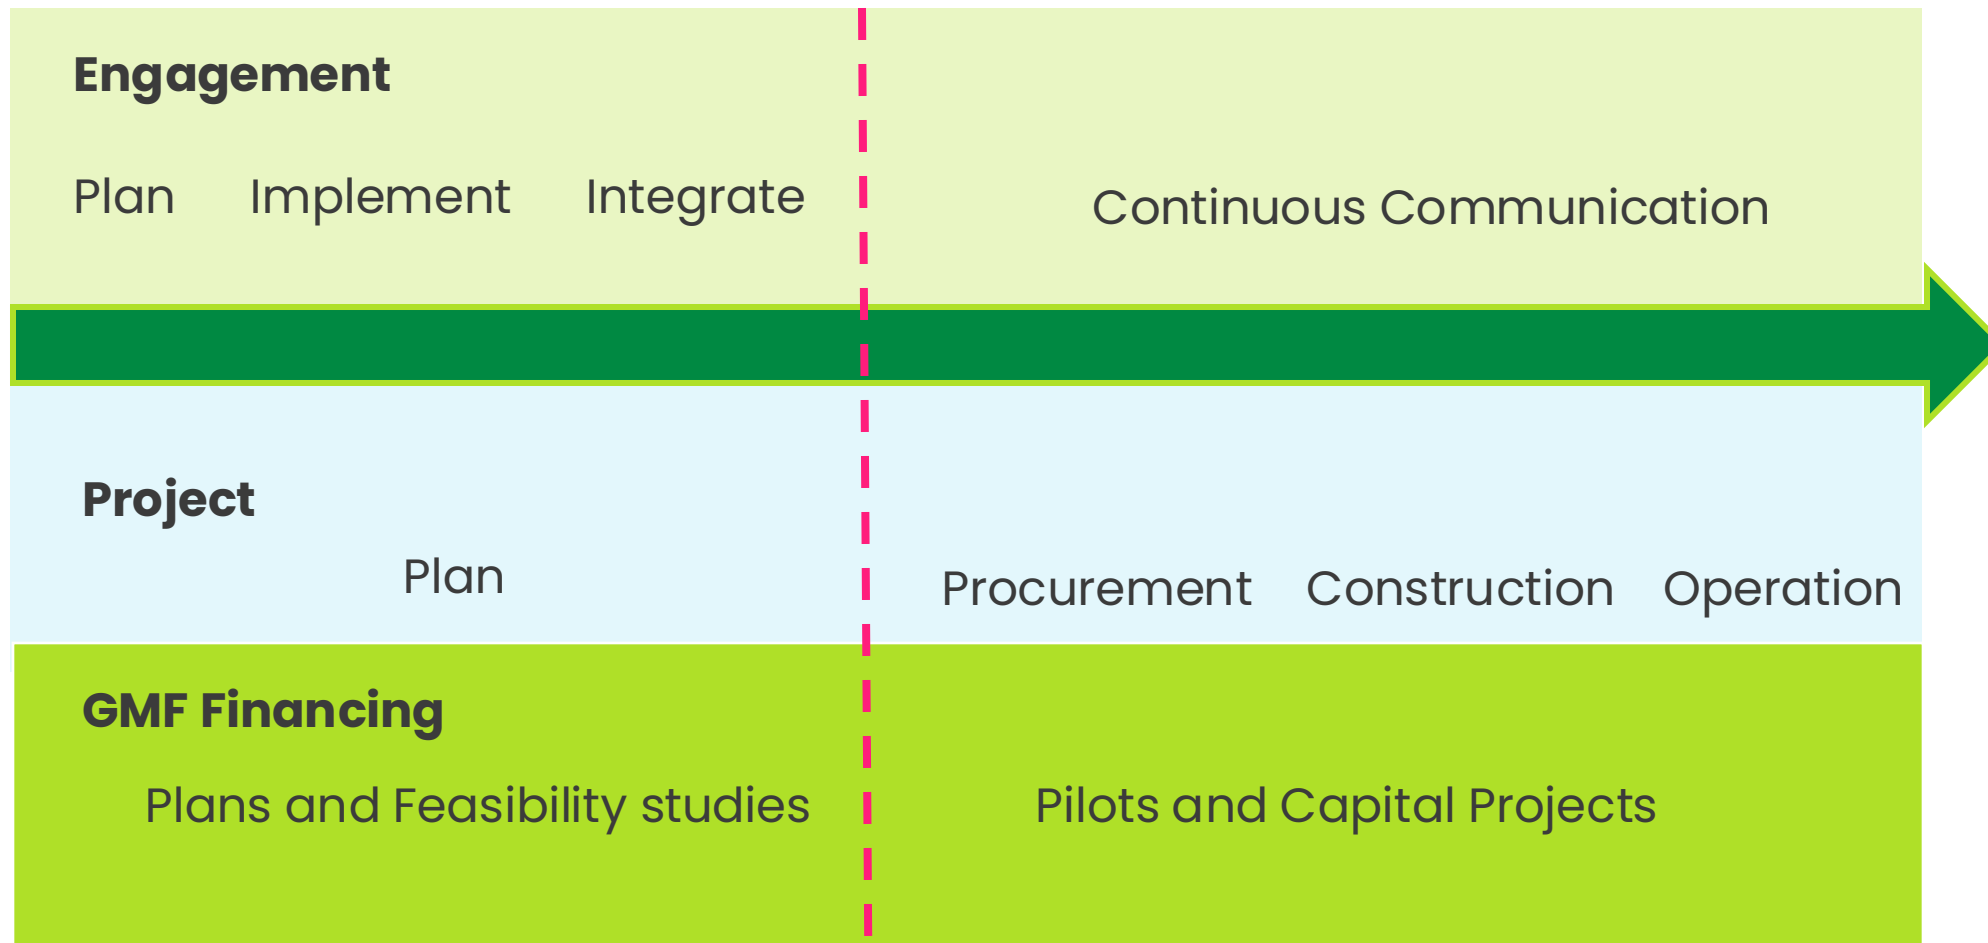 Engagement
Plan Implement Integrate
Continuous Communication
Project
Plan
Procurement Construction Operation
GMF Financing
Plans and Feasibility studies
Pilots and Capital Projects